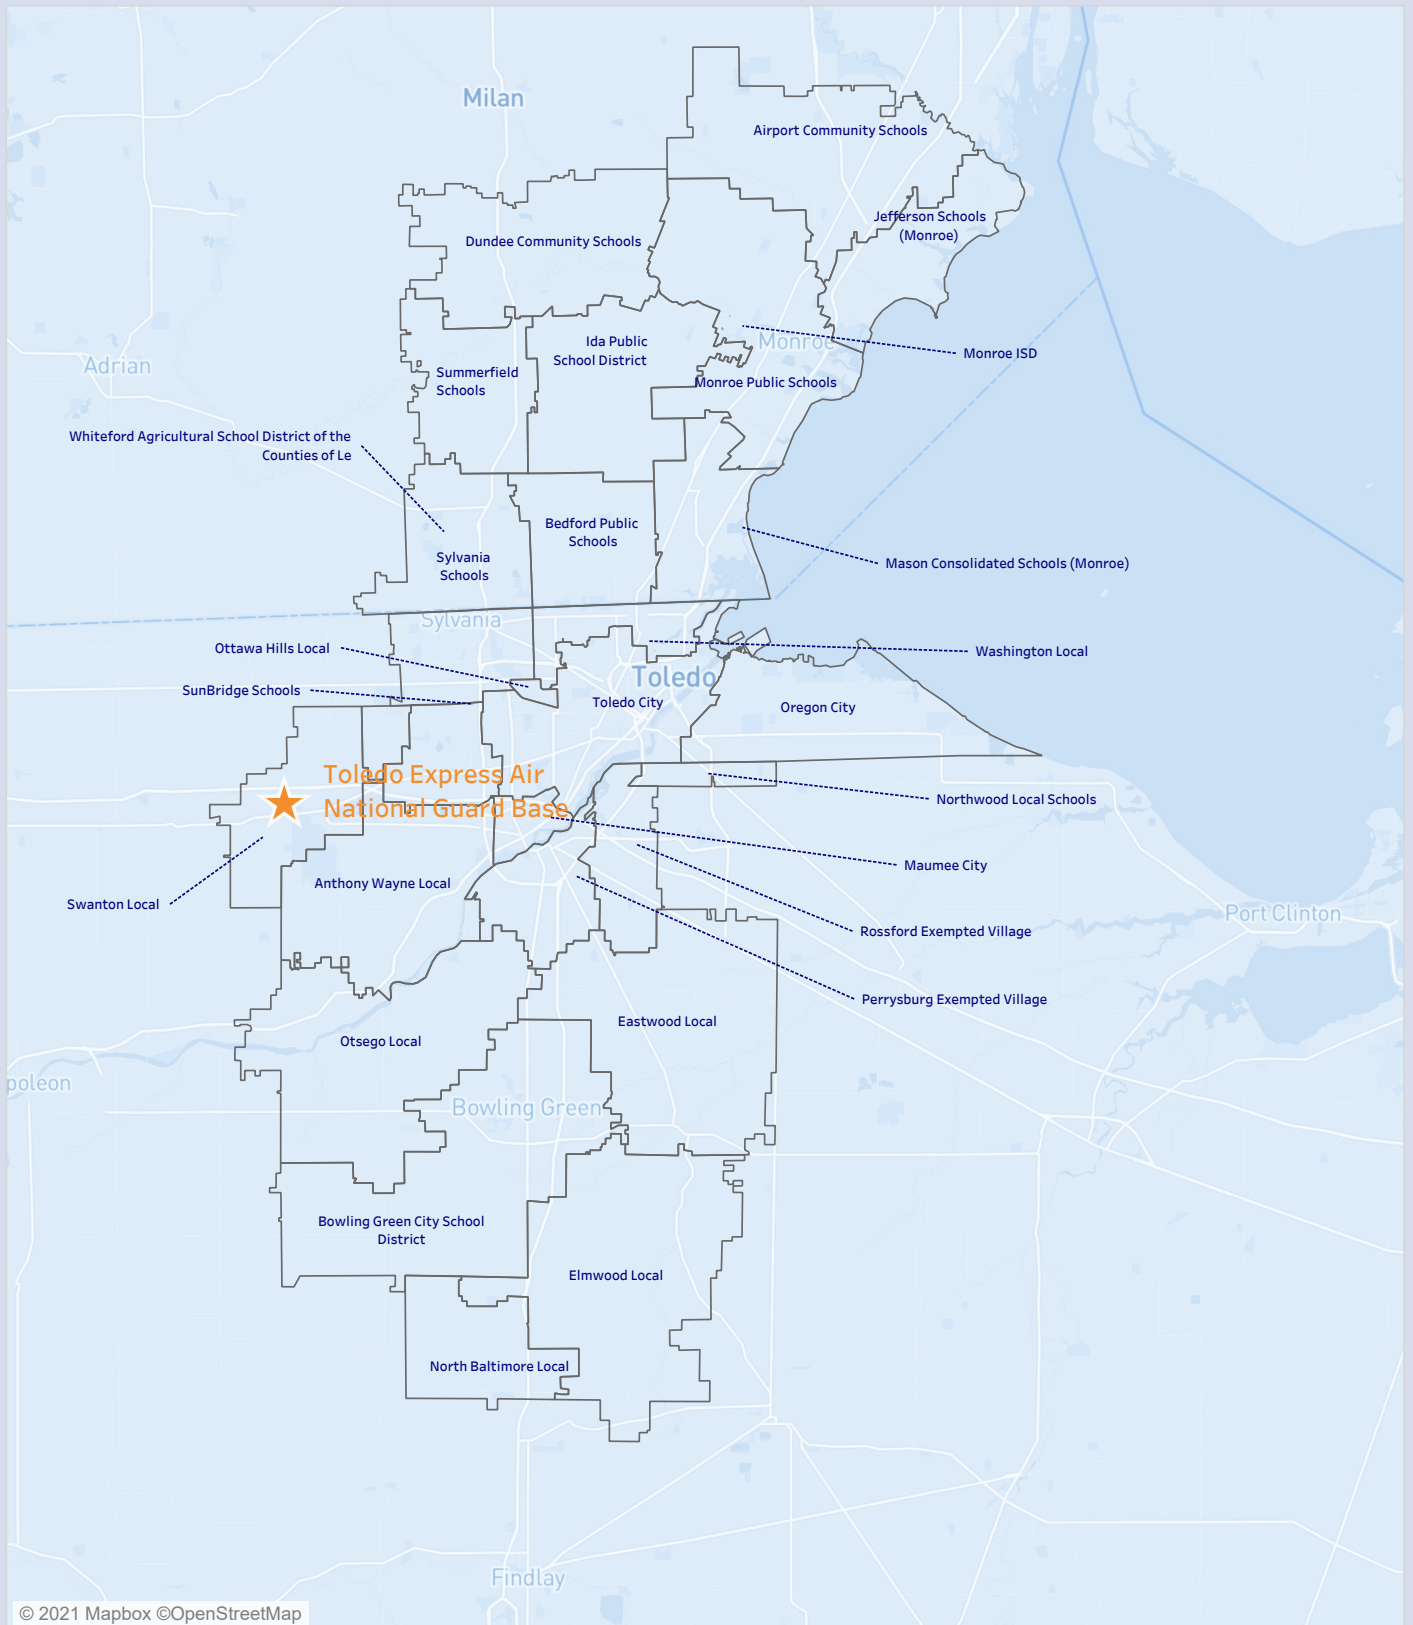 Milan
Airport Community Schools
Jefferson Schools
(Monroe)
Dundee Community Schools
Ida Public
School District
Monroe
Monroe ISD
Adrian
Summerfield
Schools
Monroe Public Schools
Whiteford Agricultural School District of the
Counties of Le
Bedford Public
Schools
Sylvania
Schools
Mason Consolidated Schools (Monroe)
Sylvania
Ottawa Hills Local
Washington Local
Toledo
SunBridge Schools
Toledo City
Oregon City
Toledo Express Air
National Guard Base
Northwood Local Schools
Maumee City
Anthony Wayne Local
Swanton Local
Port Clinton
Rossford Exempted Village
Perrysburg Exempted Village
Eastwood Local
Otsego Local
poleon
Bowling Green
Bowling Green City School
District
Elmwood Local
North Baltimore Local
Findlay
© 2021 Mapbox ©OpenStreetMap